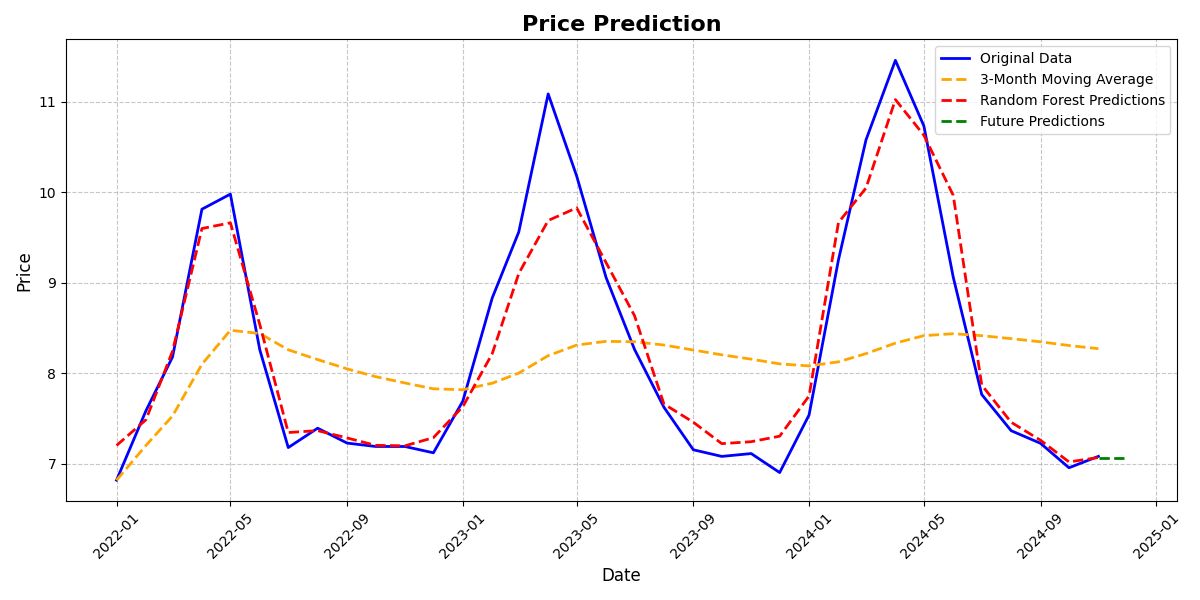 Price Prediction
Original Data
3-Month Moving Average
Random Forest Predictions
Future Predictions
Price
11
10
9
8
7
2022-01
2022-05
2022-09
2023-01
2023-05
2023-09
2024-01
2024-05
2024-09
2025-01
Date